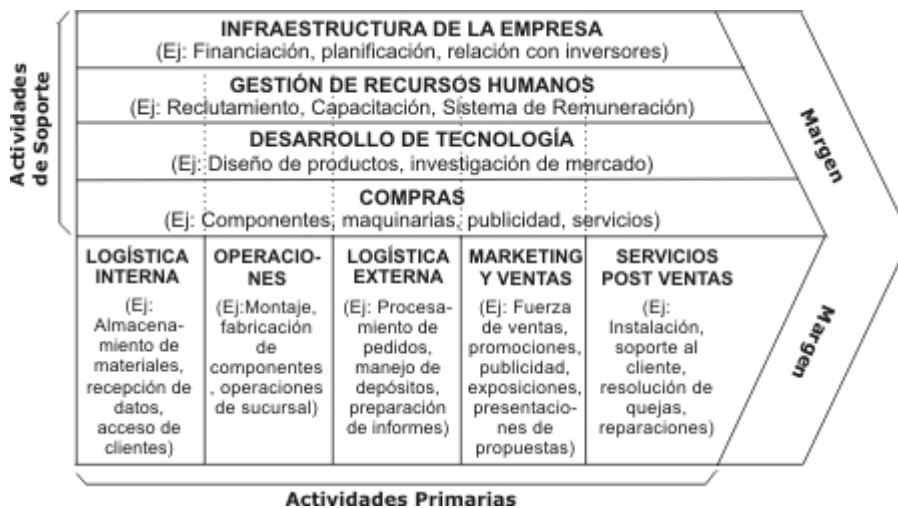 Actividades
de Soporte
INFRAESTRUCTURA DE LA EMPRESA
(Ej: Financiación, planificación, relación con inversores)
GESTIÓN DE RECURSOS HUMANOS
(Ej: Reclutamiento, Capacitación, Sistema de Remuneración)
DESARROLLO DE TECNOLOGÍA
(Ej: Diseño de productos, investigación de mercado)
COMPRAS
(Ej: Componentes, maquinarias, publicidad, servicios)
Margen
LOGÍSTICA
INTERNA
(Ej:
Almacena-
miento de
materiales,
recepción de
datos,
acceso de
clientes)
OPERACIO-
NES
(Ej:Montaje,
fabricación
de
componentes
, operaciones
de sucursal)
LOGÍSTICA
EXTERNA
(Ej: Procesa-
miento de
pedidos,
manejo de
depósitos,
preparación
de informes)
MARKETING
Y VENTAS
(Ej: Fuerza
de ventas,
promociones,
publicidad,
exposiciones,
presentacio-
nes de
propuestas)
SERVICIOS
POST VENTAS
(Ej:
Instalación,
soporte al
cliente,
resolución de
quejas,
reparaciones)
Margen
Actividades Primarias